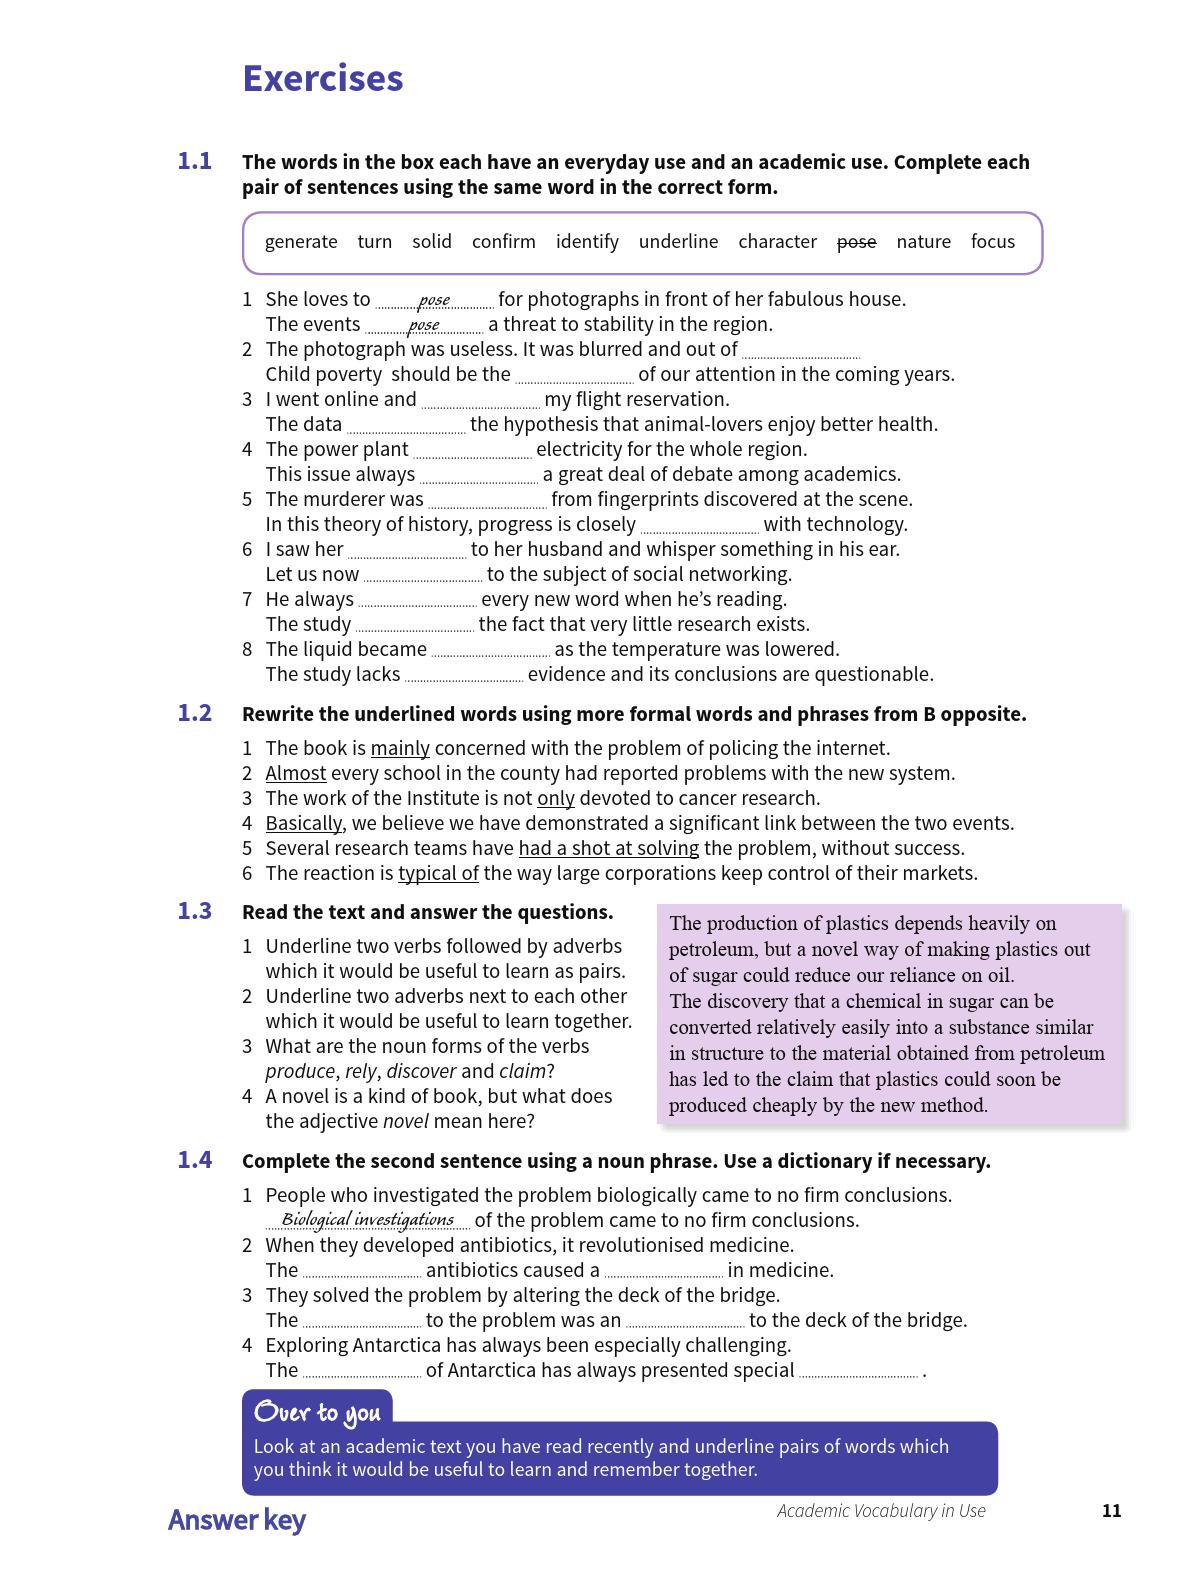 Exercises
1.1 The words in the box each have an everyday use and an academic use. Complete each
pair of sentences using the same word in the correct form.
generate turn solid confirm identify underline character pose nature focus
1 She loves to pose for photographs in front of her fabulous house.
The events pose a threat to stability in the region.
2 The photograph was useless. It was blurred and out of
Child poverty should be the of our attention in the coming years.
3 I went online and my flight reservation.
The data the hypothesis that animal-lovers enjoy better health.
4 The power plant electricity for the whole region.
This issue always a great deal of debate among academics.
5 The murderer was from fingerprints discovered at the scene.
In this theory of history, progress is closely with technology.
6 I saw her to her husband and whisper something in his ear.
Let us now to the subject of social networking.
7 He always every new word when he’s reading.
The study the fact that very little research exists.
8 The liquid became as the temperature was lowered.
The study lacks evidence and its conclusions are questionable.
1.2 Rewrite the underlined words using more formal words and phrases from B opposite.
1 The book is mainly concerned with the problem of policing the internet.
2 Almost every school in the county had reported problems with the new system.
3 The work of the Institute is not only devoted to cancer research.
4 Basically, we believe we have demonstrated a significant link between the two events.
5 Several research teams have had a shot at solving the problem, without success.
6 The reaction is typical of the way large corporations keep control of their markets.
1.3 Read the text and answer the questions.
1 Underline two verbs followed by adverbs
which it would be useful to learn as pairs.
2 Underline two adverbs next to each other
which it would be useful to learn together.
3 What are the noun forms of the verbs
produce, rely, discover and claim?
4 A novel is a kind of book, but what does
the adjective novel mean here?
The production of plastics depends heavily on
petroleum, but a novel way of making plastics out
of sugar could reduce our reliance on oil.
The discovery that a chemical in sugar can be
converted relatively easily into a substance similar
in structure to the material obtained from petroleum
has led to the claim that plastics could soon be
produced cheaply by the new method.
1.4 Complete the second sentence using a noun phrase. Use a dictionary if necessary.
1 People who investigated the problem biologically came to no firm conclusions.
Biological investigations of the problem came to no firm conclusions.
2 When they developed antibiotics, it revolutionised medicine.
The antibiotics caused a in medicine.
3 They solved the problem by altering the deck of the bridge.
The to the problem was an to the deck of the bridge.
4 Exploring Antarctica has always been especially challenging.
The of Antarctica has always presented special .
Over to you
Look at an academic text you have read recently and underline pairs of words which
you think it would be useful to learn and remember together.
Answer key
Academic Vocabulary in Use 11